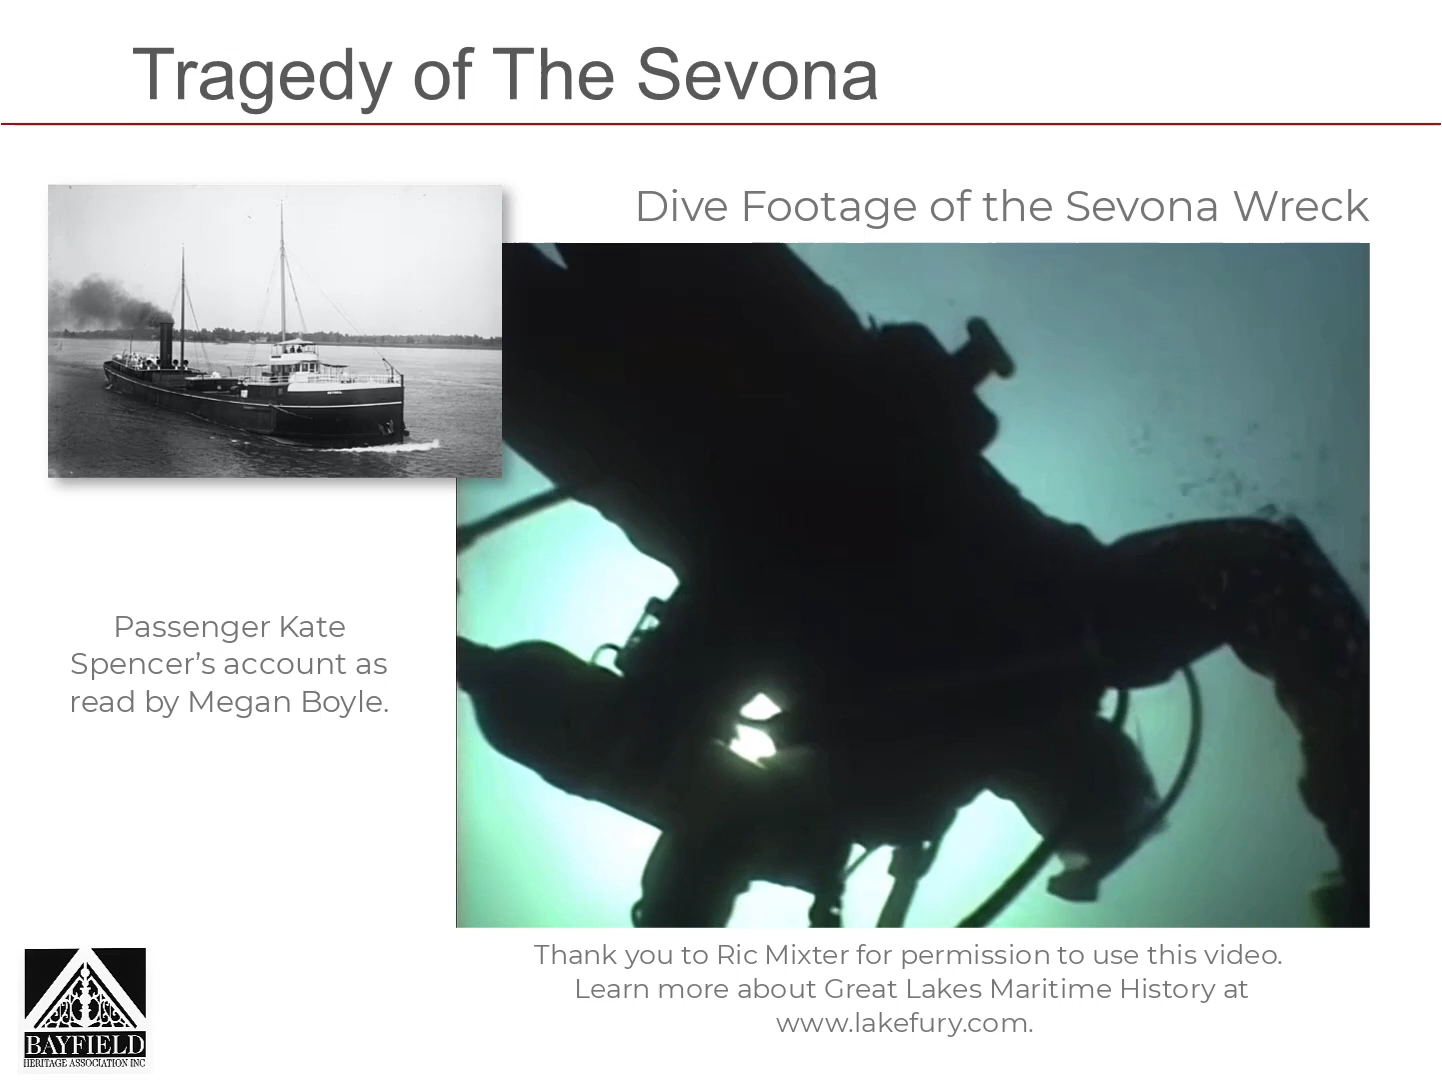 Tragedy of The Sevona
Dive Footage of the Sevona Wreck
Passenger Kate
Spencer’s account as
read by Megan Boyle.
Thank you to Ric Mixter for permission to use this video.
Learn more about Great Lakes Maritime History at
www.lakefury.com.
BAYFIELD
HERITAGE ASSOCIATION INC